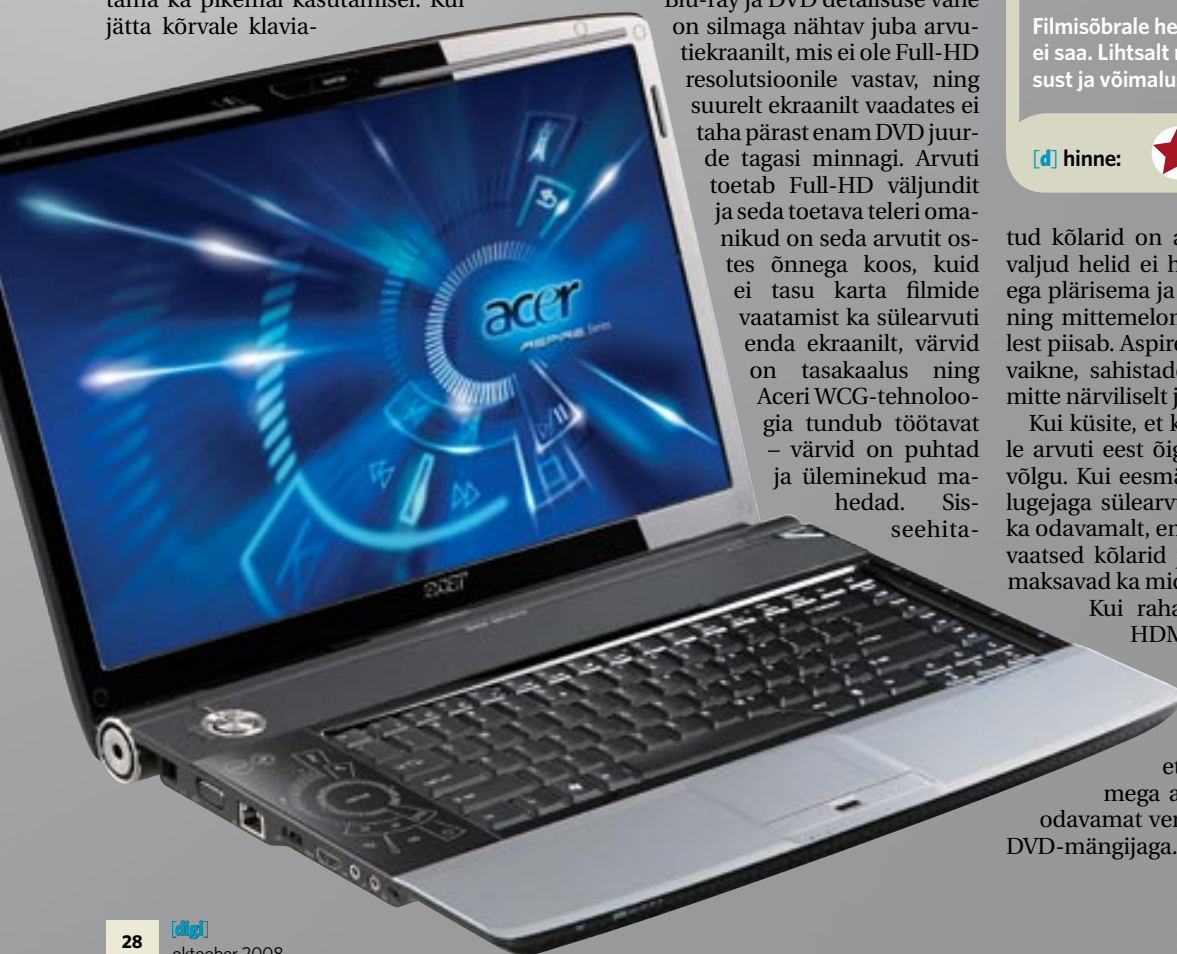 tama ka pikemal kasutamisel. Kui
jätta kõrvale klavia-
Blu-ray ja DVD detailsuse vahe
on silmaga nähtav juba arvu-
tiekraanilt, mis ei ole Full-HD
resolutsioonile vastav, ning
suurelt ekraanilt vaadates ei
taha pärast enam DVD juur-
de tagasi minnagi. Arvuti
toetab Full-HD väljundit
ja seda toetava teleri oma-
nikud on seda arvutit os-
tes õnnega koos, kuid
ei tasu karta filmide
vaatamist ka sülearvuti
enda ekraanilt, värvid
on tasakaalus ning
Aceri WCG-tehnoloo-
gia tundub töötavat
– värvid on puhtad
ja üleminekud ma-
hedad. Sis-
seehita-
Filmisõbrale he
ei saa. Lihtsalt
sust ja võimalu
[d] hinne:
tud kõlarid on a
valjud helid ei h
ega plärisema ja
ning mittemelon
lest piisab. Aspire
vaikne, sahistad
mitte närviliselt j
Kui küsite, et k
le arvuti eest õig
võlgu. Kui eesmä
lugejaga sülearv
ka odavamalt, en
vaatsed kõlarid
maksavad ka mi
Kui raha
HDM
et
mega a
odavamat ver
DVD-mängijaga.
acer
ASPIRE Series
acer
28
[digi]
oktoober 2008